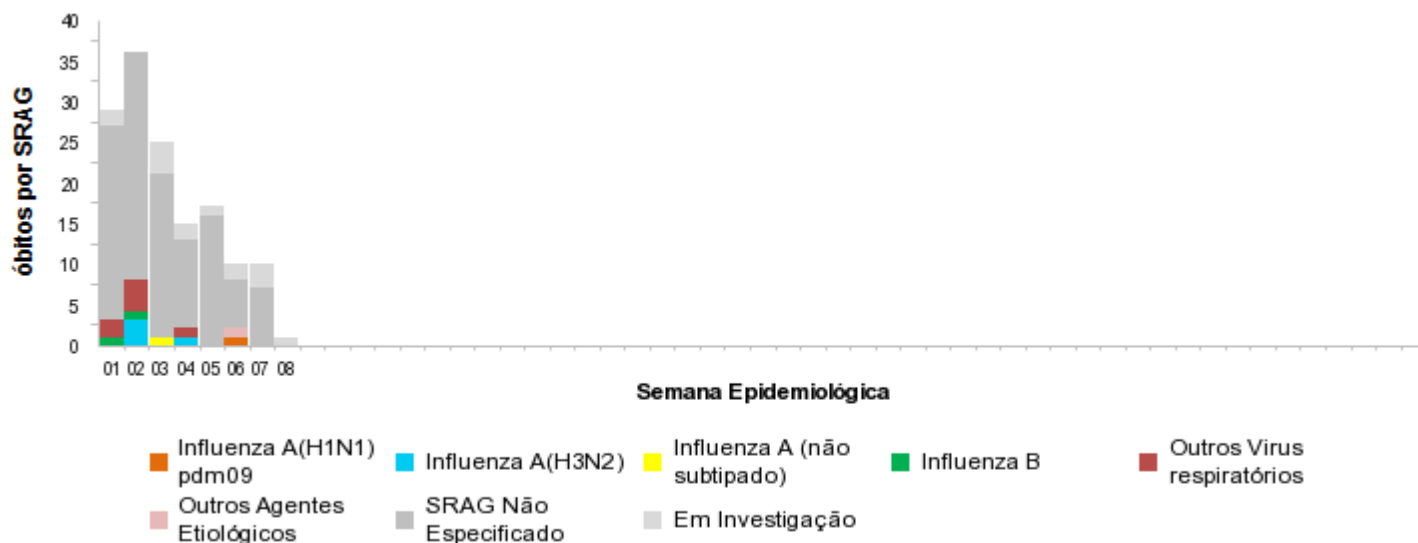 40
35
30
25
20
15
10
5
0
óbitos por SRAG
01 02 03 04 05 06 07 08
Semana Epidemiológica
Influenza A(H1N1)
pdm09
Influenza A(H3N2)
Influenza A (não
subtipado)
Influenza B
Outros Virus
respiratórios
Outros Agentes
Etiológicos
SRAG Não
Especificado
Em Investigação